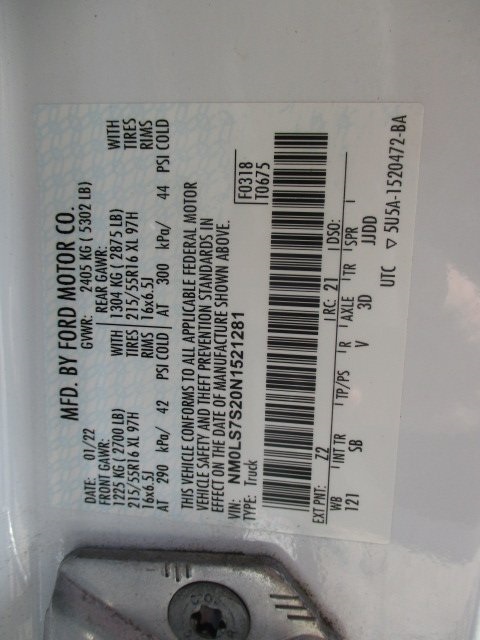 MFD. BY FORD MOTOR CO.
DATE: 01/22 GVWR: 2405 KG ( 5302 LB)
FRONT GAWR: REAR GAWR:
1225 KG (2700 LB) WITH 1304 KG (2875 LB) WITH
215/55R16 XL 97H TIRES 215/55R16 XL 97H TIRES
16x6.5J RIMS 16x6.5J RIMS
AT 290 kPa/ 42 PSI COLD AT 300 kPa/ 44 PSI COLD
THIS VEHICLE CONFORMS TO ALL APPLICABLE FEDERAL MOTOR
VEHICLE SAFETY AND THEFT PREVENTION STANDARDS IN
EFFECT ON THE DATE OF MANUFACTURE SHOWN ABOVE.
VIN: NM0LS7S20N1521281 F0318
TYPE: Truck T0675
EXT PNT: Z2 RC: 21 DSO:
WB INT TR TP/PS R AXLE TR SPR
121 SB V 3D JJDD
UTC ▽ 5U5A-1520472-BA